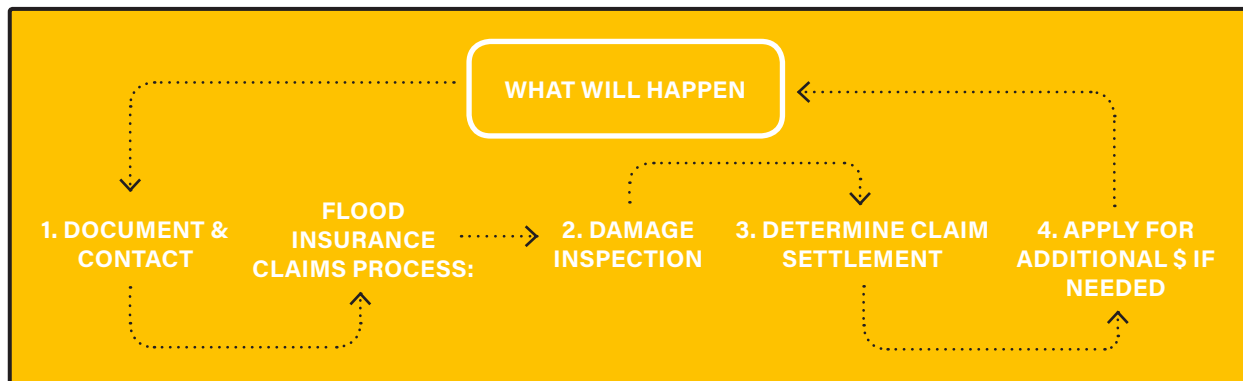 WHAT WILL HAPPEN
1. DOCUMENT &
CONTACT
FLOOD
INSURANCE
CLAIMS PROCESS:
2. DAMAGE
INSPECTION
3. DETERMINE CLAIM
SETTLEMENT
4. APPLY FOR
ADDITIONAL $ IF
NEEDED